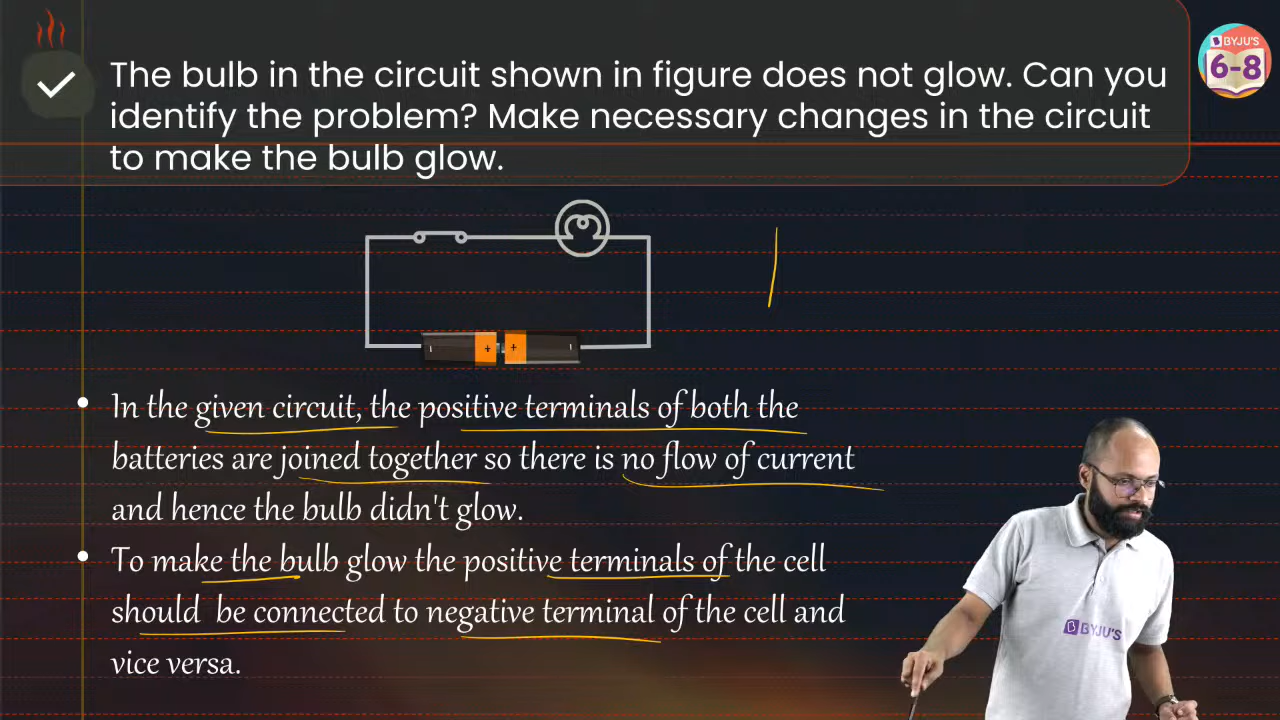 The bulb in the circuit shown in figure does not glow. Can you
identify the problem? Make necessary changes in the circuit
to make the bulb glow.
BYJU'S
6-8
+ +
In the given circuit, the positive terminals of both the
batteries are joined together so there is no flow of current
and hence the bulb didn't glow.
To make the bulb glow the positive terminals of the cell
should be connected to negative terminal of the cell and
vice versa.
BYJU'S